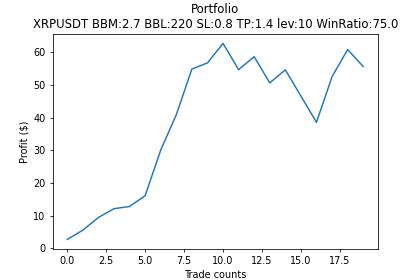 Portfolio
XRPUSDT BBM:2.7 BBL:220 SL:0.8 TP:1.4 lev:10 WinRatio:75.0
Profit ($)
60
50
40
30
20
10
0
0.0 2.5 5.0 7.5 10.0 12.5 15.0 17.5
Trade counts